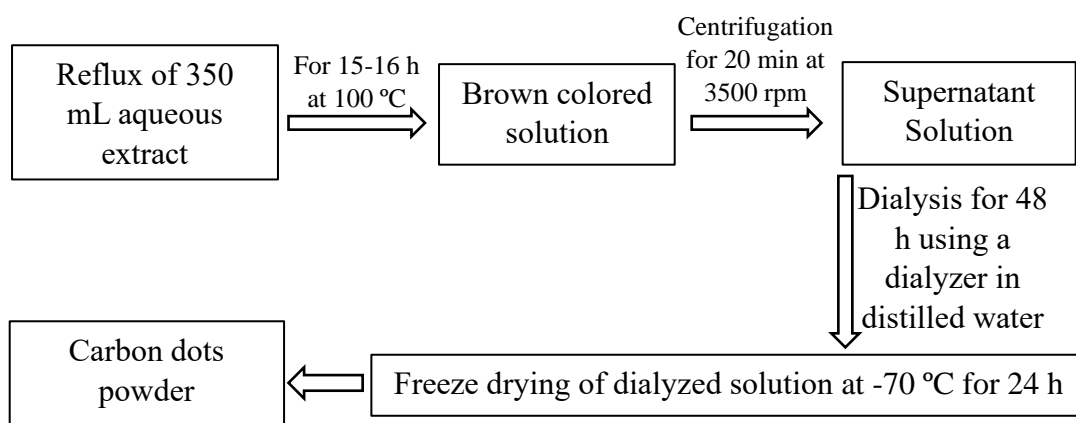 Reflux of 350
mL aqueous
extract
For 15-16 h
at 100 ºC
Brown colored
solution
Centrifugation
for 20 min at
3500 rpm
Supernatant
Solution
Dialysis for 48
h using a
dialyzer in
distilled water
Freeze drying of dialyzed solution at -70 ºC for 24 h
Carbon dots
powder